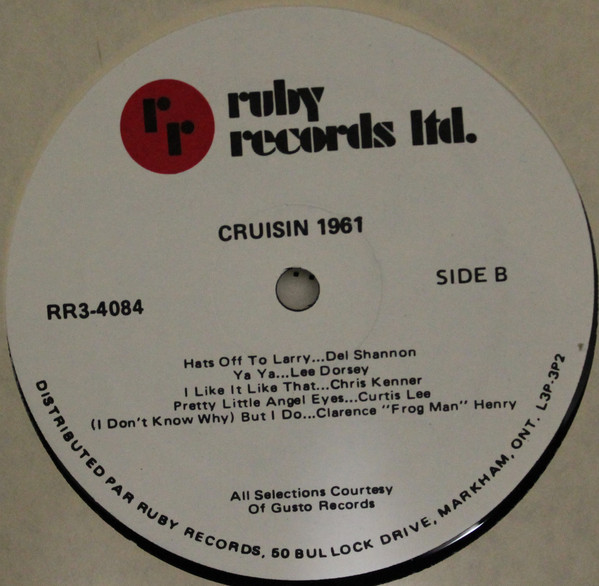 r r
ruby
records ltd.
CRUISIN 1961
SIDE B
RR3-4084
Hats Off To Larry...Del Shannon
Ya Ya...Lee Dorsey
I Like It Like That...Chris Kenner
Pretty Little Angel Eyes...Curtis Lee
(I Don't Know Why) But I Do...Clarence "Frog Man" Henry
All Selections Courtesy
Of Gusto Records
DISTRIBUTED PAR RUBY RECORDS, 50 BULLOCK DRIVE, MARKHAM, ONT. L3P-3P2